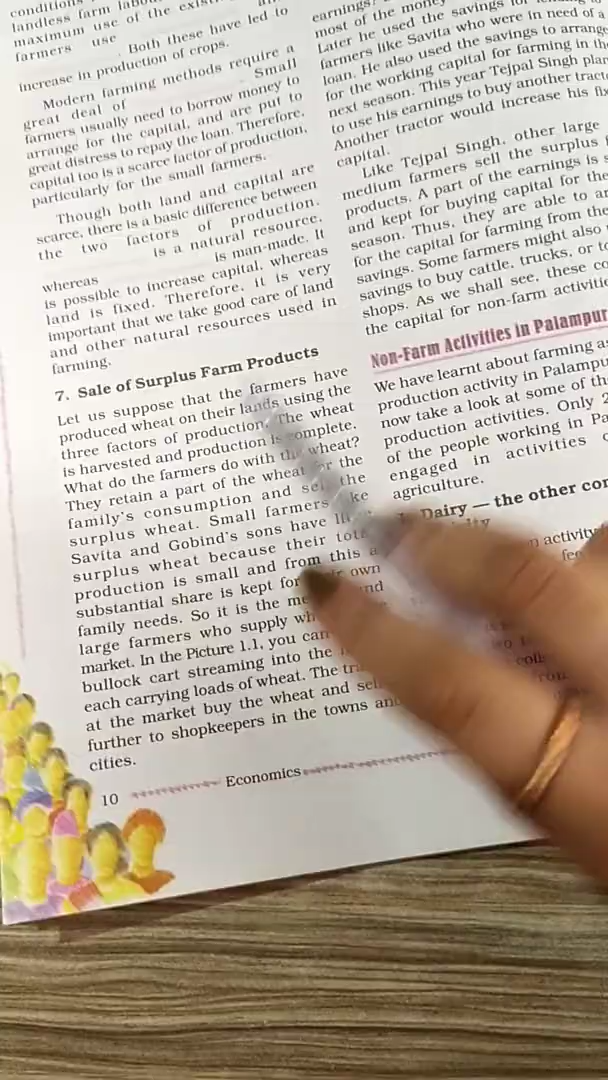 conditions
landless farm labou
maximum use of the exist
farmers use
. Both these have led to
increase in production of crops.
Modern farming methods require a
great deal of . Small
farmers usually need to borrow money to
arrange for the capital, and are put to
great distress to repay the loan. Therefore,
capital too is a scarce factor of production,
particularly for the small farmers.
Though both land and capital are
scarce, there is a basic difference between
the two factors of production.
is a natural resource,
whereas is man-made. It
is possible to increase capital, whereas
land is fixed. Therefore, it is very
important that we take good care of land
and other natural resources used in
farming.
7. Sale of Surplus Farm Products
Let us suppose that the farmers have
produced wheat on their lands using the
three factors of production. The wheat
is harvested and production is complete.
What do the farmers do with the wheat?
They retain a part of the wheat for the
family's consumption and sell the
surplus wheat. Small farmers like
Savita and Gobind's sons have
surplus wheat because their total
production is small and from this a
substantial share is kept for their own
family needs. So it is the and
large farmers who supply
market. In the Picture 1.1, you can
bullock cart streaming into the
each carrying loads of wheat. The
at the market buy the wheat and sell
further to shopkeepers in the towns and
cities.
10 Economics
earnings?
most of the money
Later he used the savings for
farmers like Savita who were in need of a
loan. He also used the savings to arrange
for the working capital for farming in the
next season. This year Tejpal Singh plan
to use his earnings to buy another tract
Another tractor would increase his fix
capital.
Like Tejpal Singh, other large
medium farmers sell the surplus
products. A part of the earnings is s
and kept for buying capital for the
season. Thus, they are able to ar
for the capital for farming from the
savings. Some farmers might also
savings to buy cattle, trucks, or to
shops. As we shall see, these co
the capital for non-farm activitie
Non-Farm Activities in Palampur
We have learnt about farming as
production activity in Palampu
now take a look at some of th
production activities. Only 2
of the people working in Pa
engaged in activities
agriculture.
Dairy — the other co
activity